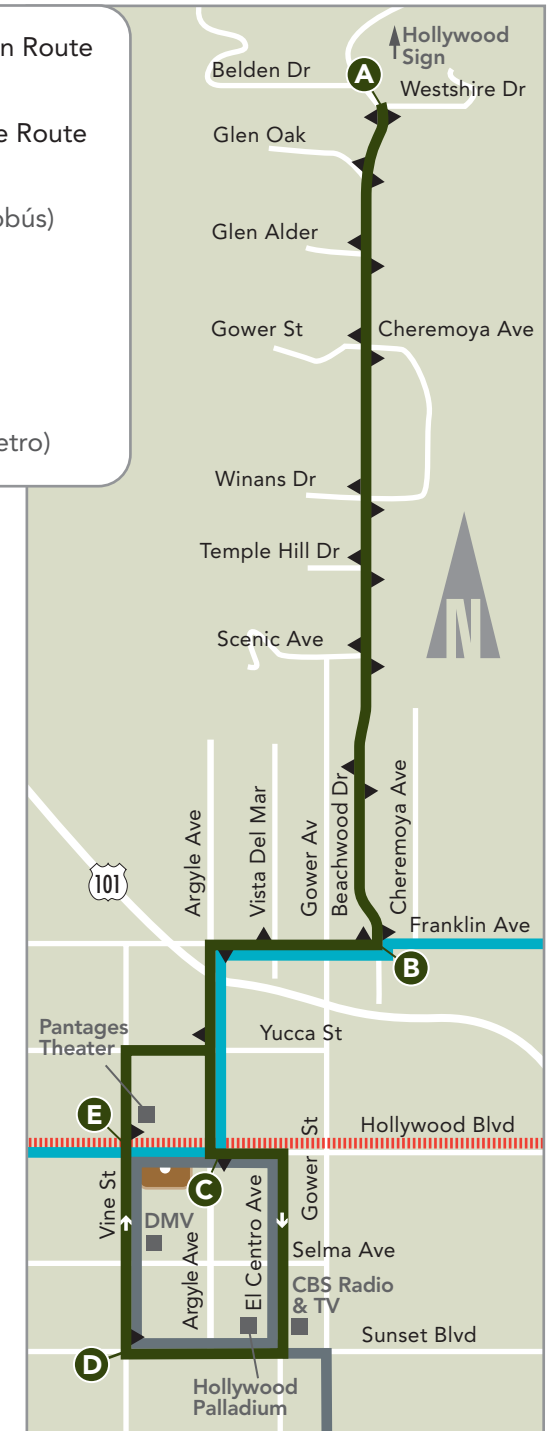 n Route
e Route
obús)
etro)
Hollywood
Sign
Belden Dr
A
Westshire Dr
Glen Oak
Glen Alder
Gower St
Cheremoya Ave
Winans Dr
Temple Hill Dr
N
Scenic Ave
Argyle Ave
Vista Del Mar
Gower Av
Beachwood Dr
Cheremoya Ave
101
Franklin Ave
B
Pantages
Theater
Yucca St
E
Hollywood Blvd
Gower St
C
Vine St
DMV
Argyle Ave
El Centro Ave
Selma Ave
CBS Radio
& TV
Sunset Blvd
D
Hollywood
Palladium